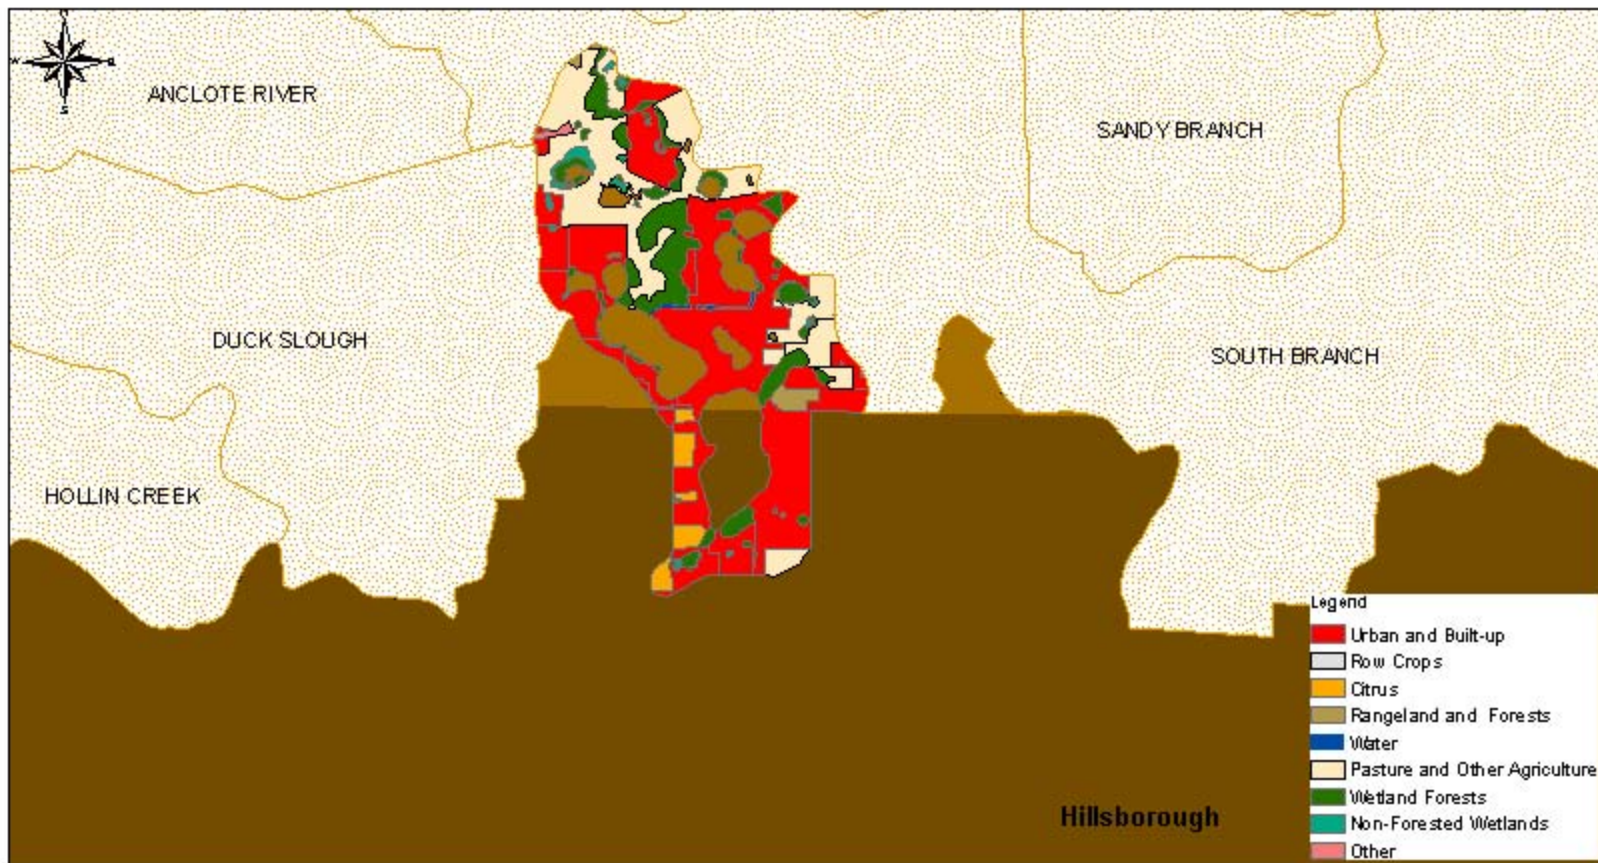 ANCLOTE RIVER
SANDY BRANCH
DUCK SLOUGH
SOUTH BRANCH
HOLLIN CREEK
Legend
Urban and Built-up
Row Crops
Citrus
Rangeland and Forests
Water
Pasture and Other Agriculture
Wetland Forests
Non-Forested Wetlands
Other
Hillsborough